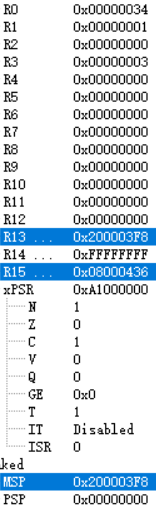 R0 0x00000034
R1 0x00000001
R2 0x00000000
R3 0x00000003
R4 0x00000000
R5 0x00000000
R6 0x00000000
R7 0x00000000
R8 0x00000000
R9 0x00000000
R10 0x00000000
R11 0x00000000
R12 0x00000000
R13 ... 0x200003F8
R14 ... 0xFFFFFFFF
R15 ... 0x08000436
xPSR 0xA1000000
N 1
Z 0
C 1
V 0
Q 0
GE 0x0
T 1
IT Disabled
ISR 0
ked
MSP 0x200003F8
PSP 0x00000000